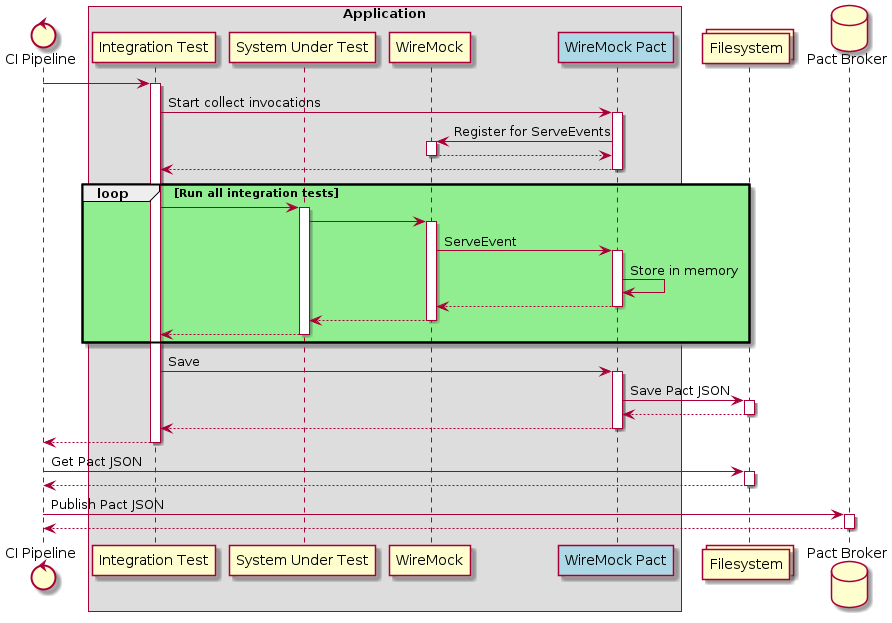 Application
CI Pipeline
Integration Test
System Under Test
WireMock
WireMock Pact
Filesystem
Pact Broker
Start collect invocations
Register for ServeEvents
loop
[Run all integration tests]
ServeEvent
Store in memory
Save
Save Pact JSON
Get Pact JSON
Publish Pact JSON
CI Pipeline
Integration Test
System Under Test
WireMock
WireMock Pact
Filesystem
Pact Broker